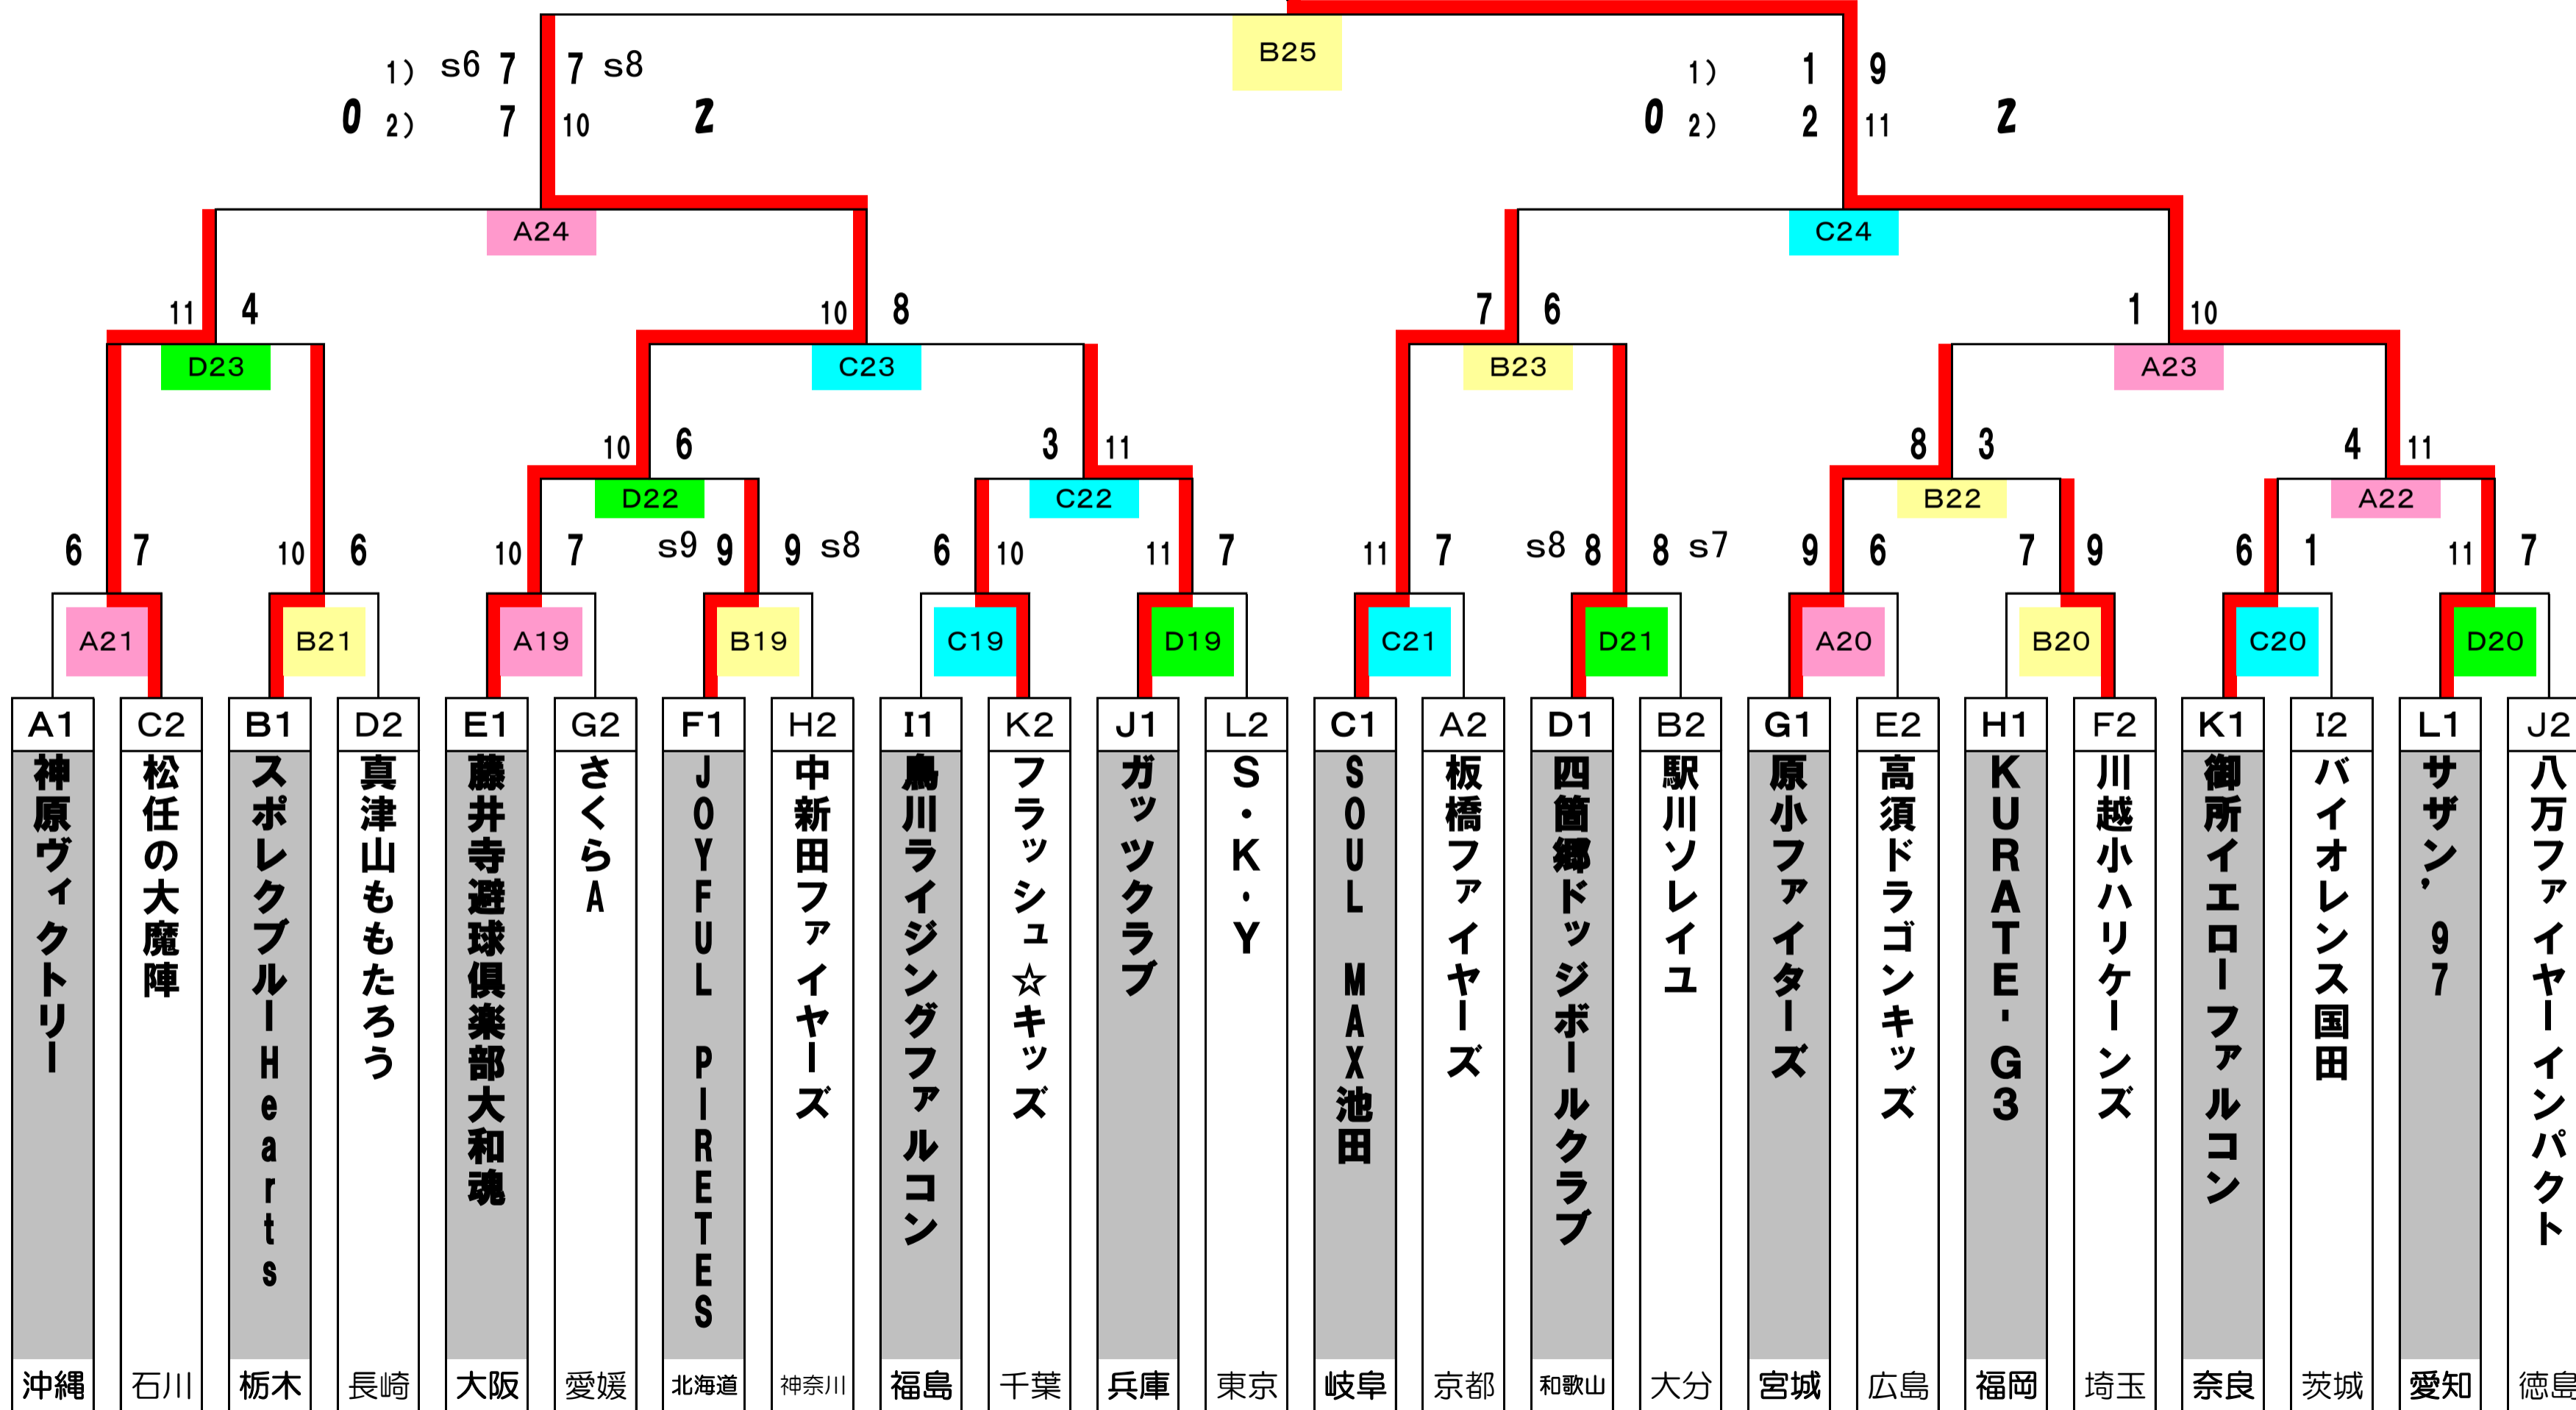 B25
1) s6 7 7 s8
1) 1 9
0 2) 7 10 2
0 2) 2 11 2
A24
C24
11 4
10 8
7 6
1 10
D23
C23
B23
A23
10 6
3 11
8 3
4 11
D22
C22
B22
A22
6 7
10 6
10 7
s9 9 9 s8
6 10
11 7
11 7
s8 8 8 s7
9 6
7 9
6 1
11 7
A21
B21
A19
B19
C19
D19
C21
D21
A20
B20
C20
D20
A1
神原ヴィクトリー
沖縄
C2
松任の大魔陣
石川
B1
スポレクブルーHearts
栃木
D2
真津山ももたろう
長崎
E1
藤井寺避球倶楽部大和魂
大阪
G2
さくらA
愛媛
F1
JOYFUL PIRETES
北海道
H2
中新田ファイヤーズ
神奈川
I1
鳥川ライジングファルコン
福島
K2
フラッシュ☆キッズ
千葉
J1
ガッツクラブ
兵庫
L2
S・K・Y
東京
C1
SOUL MAX池田
岐阜
A2
板橋ファイヤーズ
京都
D1
四箇郷ドッジボールクラブ
和歌山
B2
駅川ソレイユ
大分
G1
原小ファイターズ
宮城
E2
高須ドラゴンキッズ
広島
H1
KURATE-G3
福岡
F2
川越小ハリケーンズ
埼玉
K1
御所イエローファルコン
奈良
I2
バイオレンス国田
茨城
L1
サザン'97
愛知
J2
八万ファイヤーインパクト
徳島